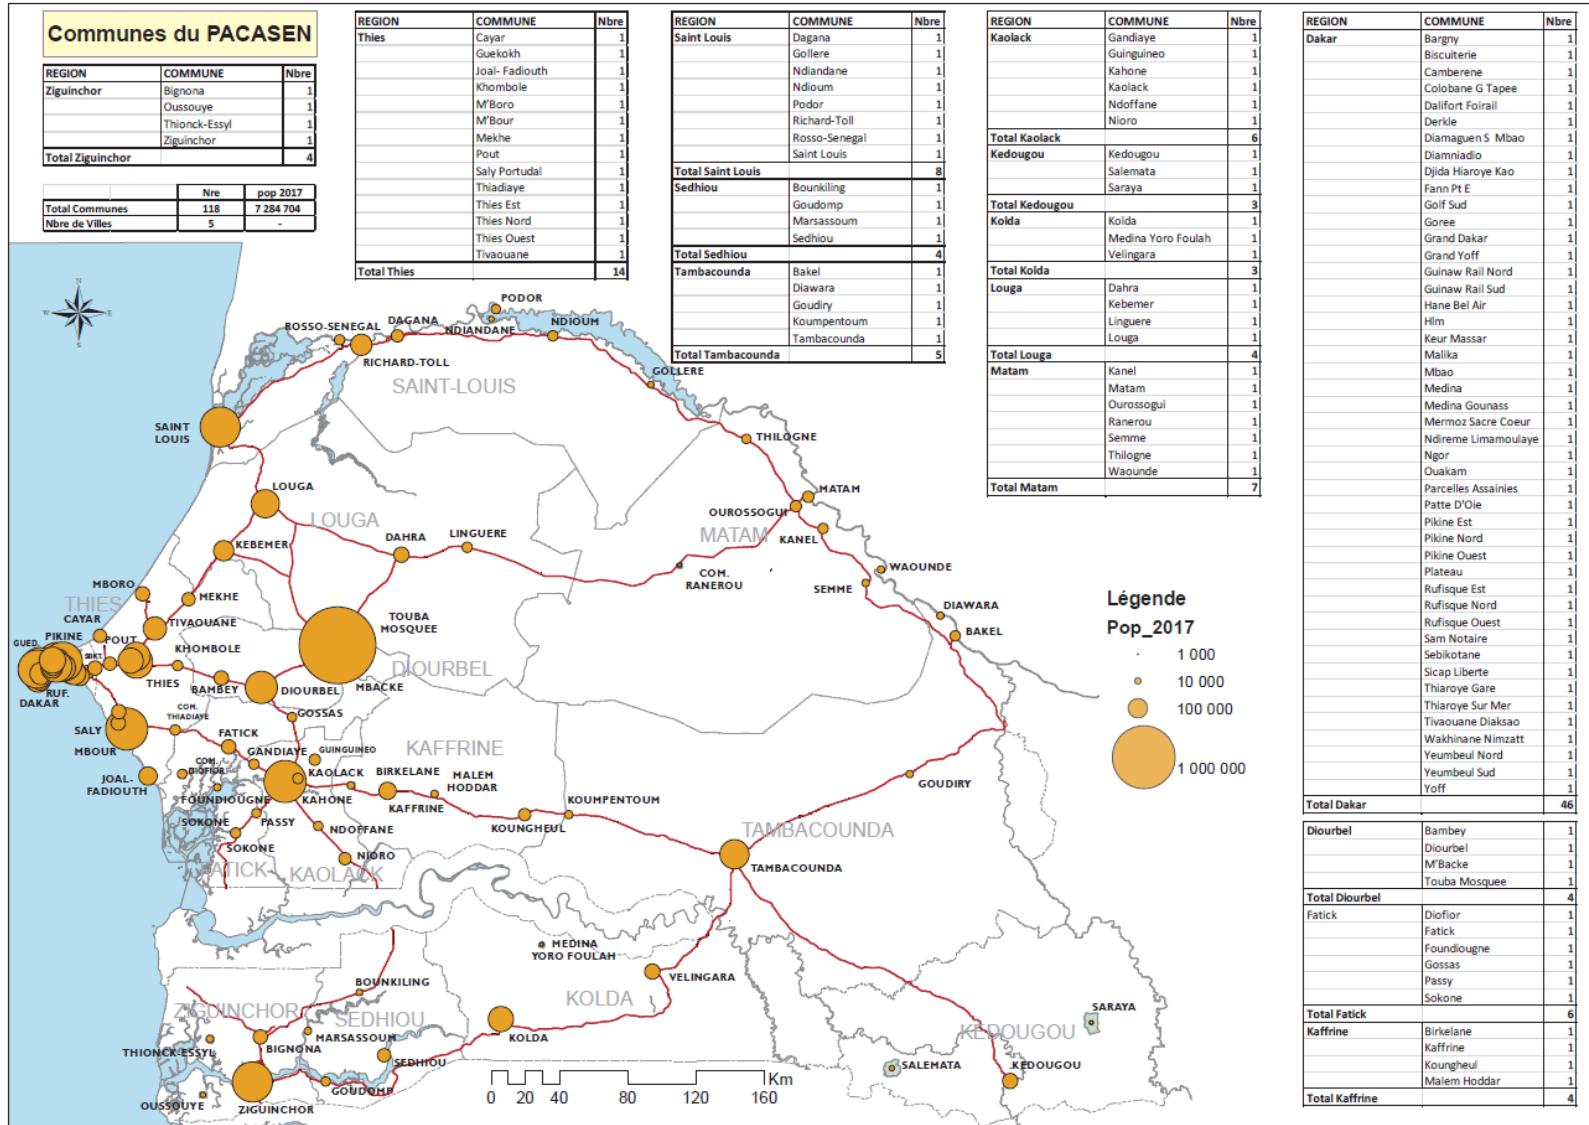 Communes du PACASEN
REGION COMMUNE Nbre
Ziguinchor Bignona 1
Oussouye 1
Thionck-Essyl 1
Ziguinchor 1
Total Ziguinchor 4
Nre pop 2017
Total Communes 118 7 284 704
Nbre de Villes 5 -
REGION COMMUNE Nbre
Thies Cayar 1
Guekokh 1
Joal- Fadiouth 1
Khombole 1
M'Boro 1
M'Bour 1
Mekhe 1
Pout 1
Saly Portudal 1
Thiadiaye 1
Thies Est 1
Thies Nord 1
Thies Ouest 1
Tivaouane 1
Total Thies 14
REGION COMMUNE Nbre
Saint Louis Dagana 1
Gollere 1
Ndiandane 1
Ndioum 1
Podor 1
Richard-Toll 1
Rosso-Senegal 1
Saint Louis 1
Total Saint Louis 8
Sedhiou Bounkiling 1
Goudomp 1
Marsassoum 1
Sedhiou 1
Total Sedhiou 4
Tambacounda Bakel 1
Diawara 1
Goudiry 1
Koumpentoum 1
Tambacounda 1
Total Tambacounda 5
REGION COMMUNE Nbre
Kaolack Gandiaye 1
Guinguineo 1
Kahone 1
Kaolack 1
Ndoffane 1
Nioro 1
Total Kaolack 6
Kedougou Kedougou 1
Salemata 1
Saraya 1
Total Kedougou 3
Kolda Kolda 1
Medina Yoro Foulah 1
Velingara 1
Total Kolda 3
Louga Dahra 1
Kebemer 1
Linguere 1
Louga 1
Total Louga 4
Matam Kanel 1
Matam 1
Ourossogui 1
Ranerou 1
Semme 1
Thilogne 1
Waounde 1
Total Matam 7
REGION COMMUNE Nbre
Dakar Bargny 1
Biscuiterie 1
Camberene 1
Colobane G Tapee 1
Dalifort Foirail 1
Derkle 1
Diamaguen S Mbao 1
Diamniadio 1
Djida Hiaroye Kao 1
Fann Pt E 1
Golf Sud 1
Goree 1
Grand Dakar 1
Grand Yoff 1
Guinaw Rail Nord 1
Guinaw Rail Sud 1
Hane Bel Air 1
Hlm 1
Keur Massar 1
Malika 1
Mbao 1
Medina 1
Medina Gounass 1
Mermoz Sacre Coeur 1
Ndireme Limamoulaye 1
Ngor 1
Ouakam 1
Parcelles Assainies 1
Patte D'Oie 1
Pikine Est 1
Pikine Nord 1
Pikine Ouest 1
Plateau 1
Rufisque Est 1
Rufisque Nord 1
Rufisque Ouest 1
Sam Notaire 1
Sebikotane 1
Sicap Liberte 1
Thiaroye Gare 1
Thiaroye Sur Mer 1
Tivaouane Diaksao 1
Wakhinane Nimzatt 1
Yeumbeul Nord 1
Yeumbeul Sud 1
Yoff 1
Total Dakar 46
Diourbel Bambey 1
Diourbel 1
M'Backe 1
Touba Mosquee 1
Total Diourbel 4
Fatick Diofior 1
Fatick 1
Foundiougne 1
Gossas 1
Passy 1
Sokone 1
Total Fatick 6
Kaffrine Birkelane 1
Kaffrine 1
Koungheul 1
Malem Hoddar 1
Total Kaffrine 4
N
W E
S
PODOR
ROSSO-SENEGAL
DAGANA
NDIANDANE
NDIOUM
RICHARD-TOLL
GOLLERE
SAINT-LOUIS
SAINT
LOUIS
THILOGNE
LOUGA
MATAM
OUROSSOGUI
LOUGA
MATAM
KANEL
KEBEMER
DAHRA
LINGUERE
COM.
RANEROU
WAOUNDE
SEMME
MBORO
MEKHE
THIES
CAYAR
TIVAOUANE
TOUBA
MOSQUEE
DIAWARA
BAKEL
GUED.
PIKINE
POUT
KHOMBOLE
SBKT.
THIES
BAMBEY
DIOURBEL
DIOURBEL
MBACKE
RUF.
DAKAR
COM.
THIADIAYE
GOSSAS
SALY
MBOUR
FATICK
GANDIAYE
GUINGUINEO
KAFFRINE
COM.
DIOFIOR
JOAL-
FADIOUTH
KAOLACK
BIRKELANE
MALEM
HODDAR
GOUDIRY
FOUNDIOUGNE
KAHONE
KAFFRINE
KOUMPENTOUM
SOKONE
PASSY
NDOFFANE
KOUNGHEUL
TAMBACOUNDA
SOKONE
NIORO
FATICK
KAOLACK
TAMBACOUNDA
MEDINA
YORO FOULAH
VELINGARA
BOUNKILING
KOLDA
ZIGUINCHOR
SEDHIOU
SARAYA
THIONCK-ESSYL
BIGNONA
MARSASSOUM
KOLDA
KEDOUGOU
SEDHIOU
SALEMATA
KEDOUGOU
OUSSOUYE
ZIGUINCHOR
GOUDOMP
Km
0 20 40 80 120 160
Légende
Pop_2017
1 000
10 000
100 000
1 000 000